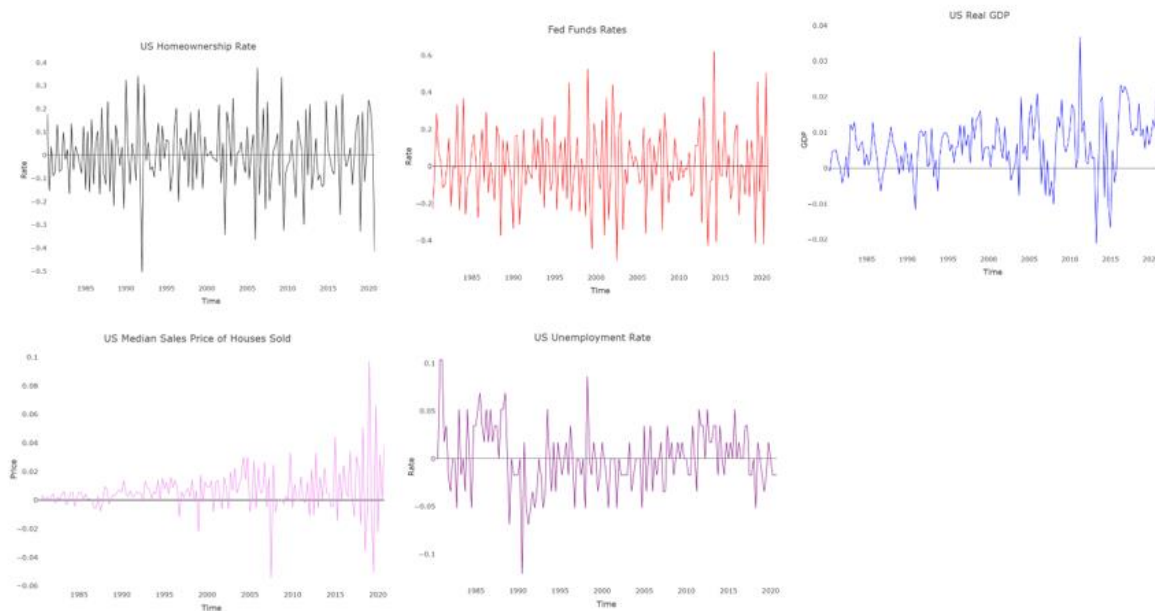 US Homeownership Rate
0.4
0.3
0.2
0.1
0
−0.1
−0.2
−0.3
−0.4
−0.5
Rate
1985 1990 1995 2000 2005 2010 2015 2020
Time
Fed Funds Rates
0.6
0.4
0.2
0
−0.2
−0.4
Rate
1985 1990 1995 2000 2005 2010 2015 2020
Time
US Real GDP
0.04
0.03
0.02
0.01
0
−0.01
−0.02
GDP
1985 1990 1995 2000 2005 2010 2015 2020
Time
US Median Sales Price of Houses Sold
0.1
0.08
0.06
0.04
0.02
0
−0.02
−0.04
−0.06
Price
1985 1990 1995 2000 2005 2010 2015 2020
Time
US Unemployment Rate
0.1
0.05
0
−0.05
−0.1
Rate
1985 1990 1995 2000 2005 2010 2015 2020
Time